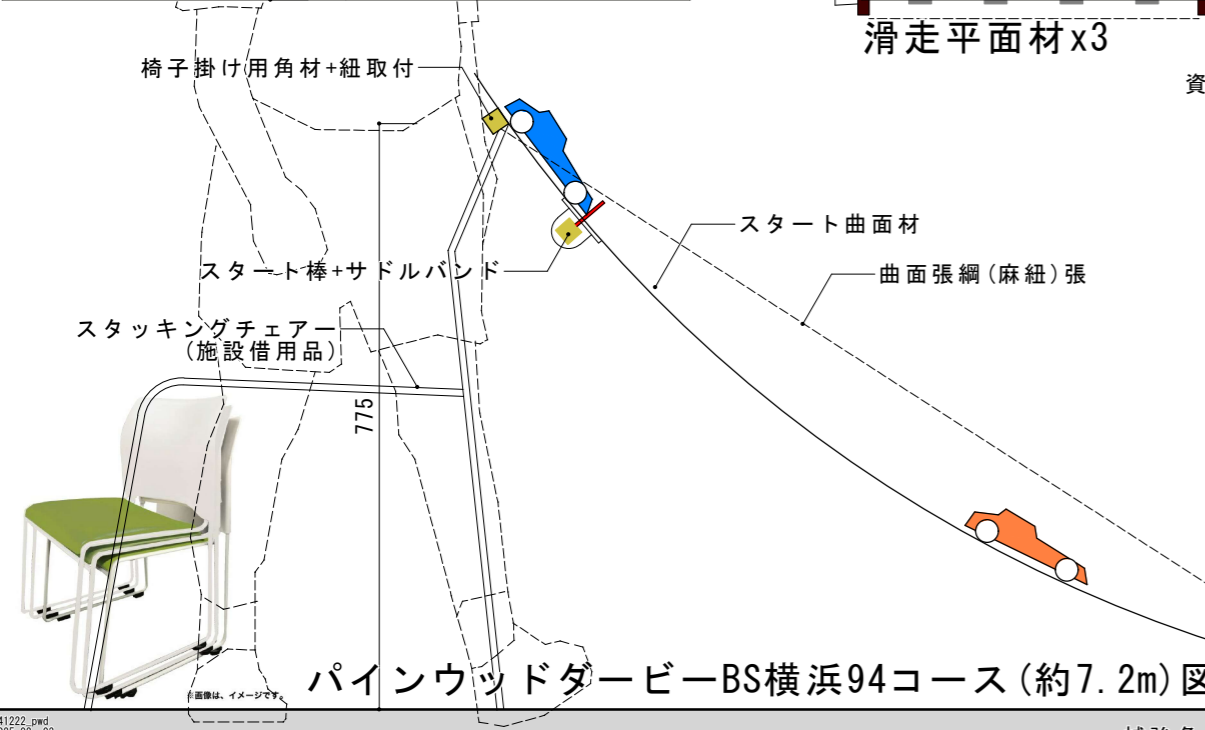 滑走平面材x3
資
椅子掛け用角材+紐取付
スタート曲面材
スタート棒+サドルバンド
曲面張綱(麻紐)張
スタッキングチェアー
(施設借用品)
775
※画像は、イメージです。
パインウッドダービーBS横浜94コース(約7.2m)図
41222_pwd